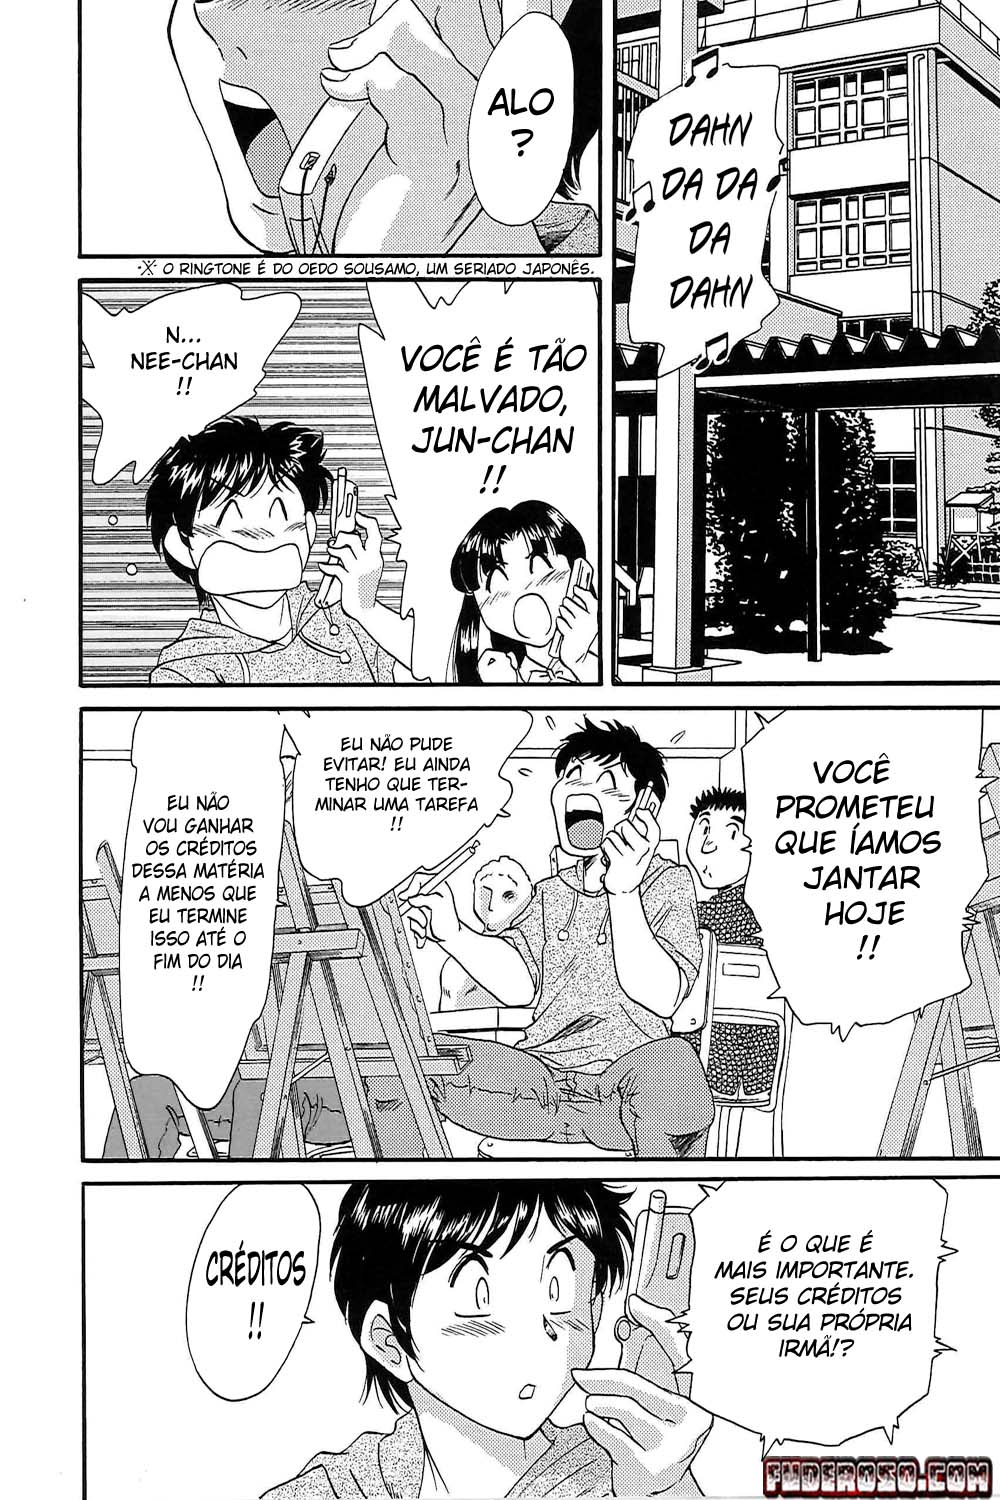 DAHN
DA DA
DA
DAHN
ALO
?
※ O RINGTONE É DO OEDO SOUSAMO, UM SERIADO JAPONÊS.
VOCÊ É TÃO
MALVADO,
JUN-CHAN
!!
N...
NEE-CHAN
!!
VOCÊ
PROMETEU
QUE ÍAMOS
JANTAR
HOJE
!!
EU NÃO PUDE
EVITAR! EU AINDA
TENHO QUE TER-
MINAR UMA TAREFA
!!
EU NÃO
VOU GANHAR
OS CRÉDITOS
DESSA MATÉRIA
A MENOS QUE
EU TERMINE
ISSO ATÉ O
FIM DO DIA
!!
É O QUE É
MAIS IMPORTANTE.
SEUS CRÉDITOS
OU SUA PRÓPRIA
IRMÃ!?
CRÉDITOS
!!
FUDEROSO.COM